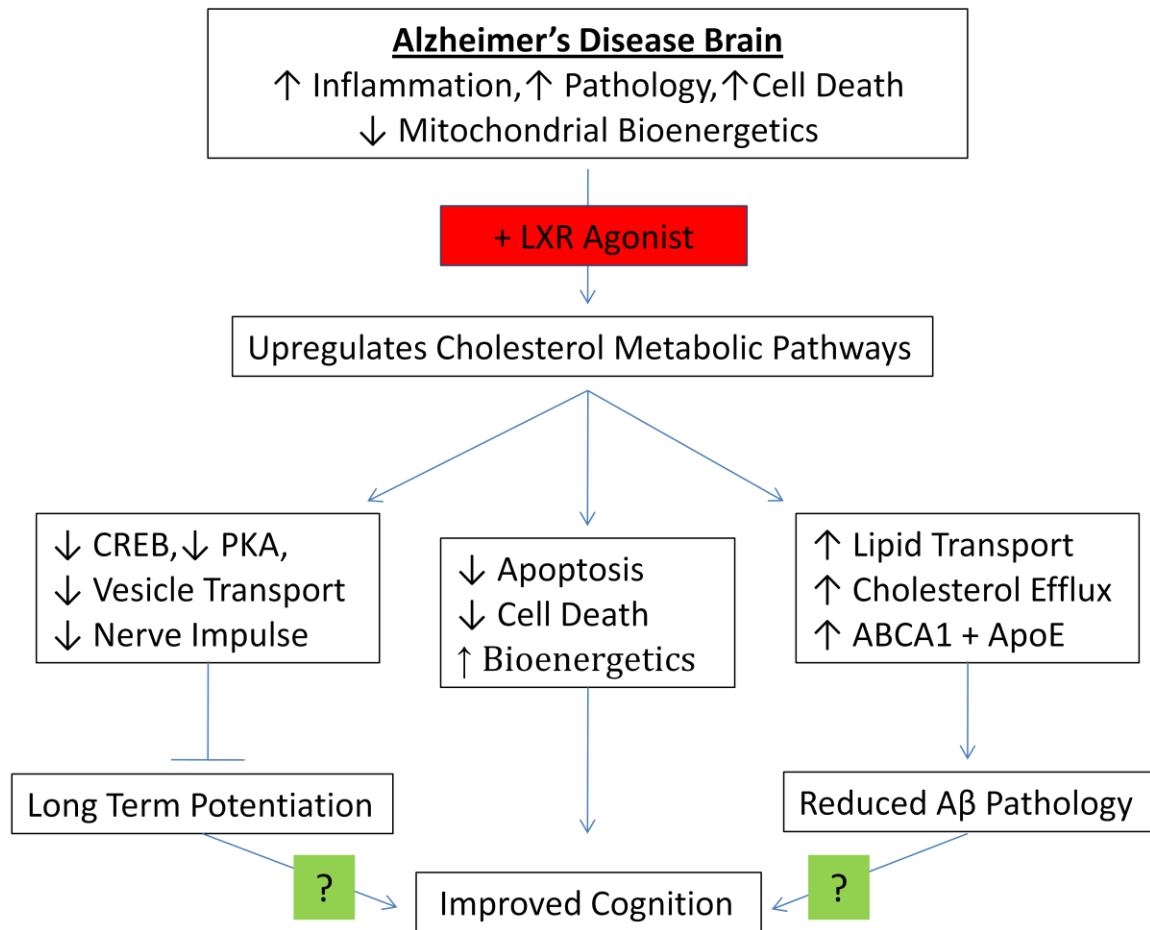 Alzheimer's Disease Brain
↑ Inflammation,↑ Pathology,↑Cell Death
↓ Mitochondrial Bioenergetics
+ LXR Agonist
Upregulates Cholesterol Metabolic Pathways
↓ CREB,↓ PKA,
↓ Vesicle Transport
↓ Nerve Impulse
↓ Apoptosis
↓ Cell Death
↑ Bioenergetics
↑ Lipid Transport
↑ Cholesterol Efflux
↑ ABCA1 + ApoE
Long Term Potentiation
Reduced Aβ Pathology
?
?
Improved Cognition